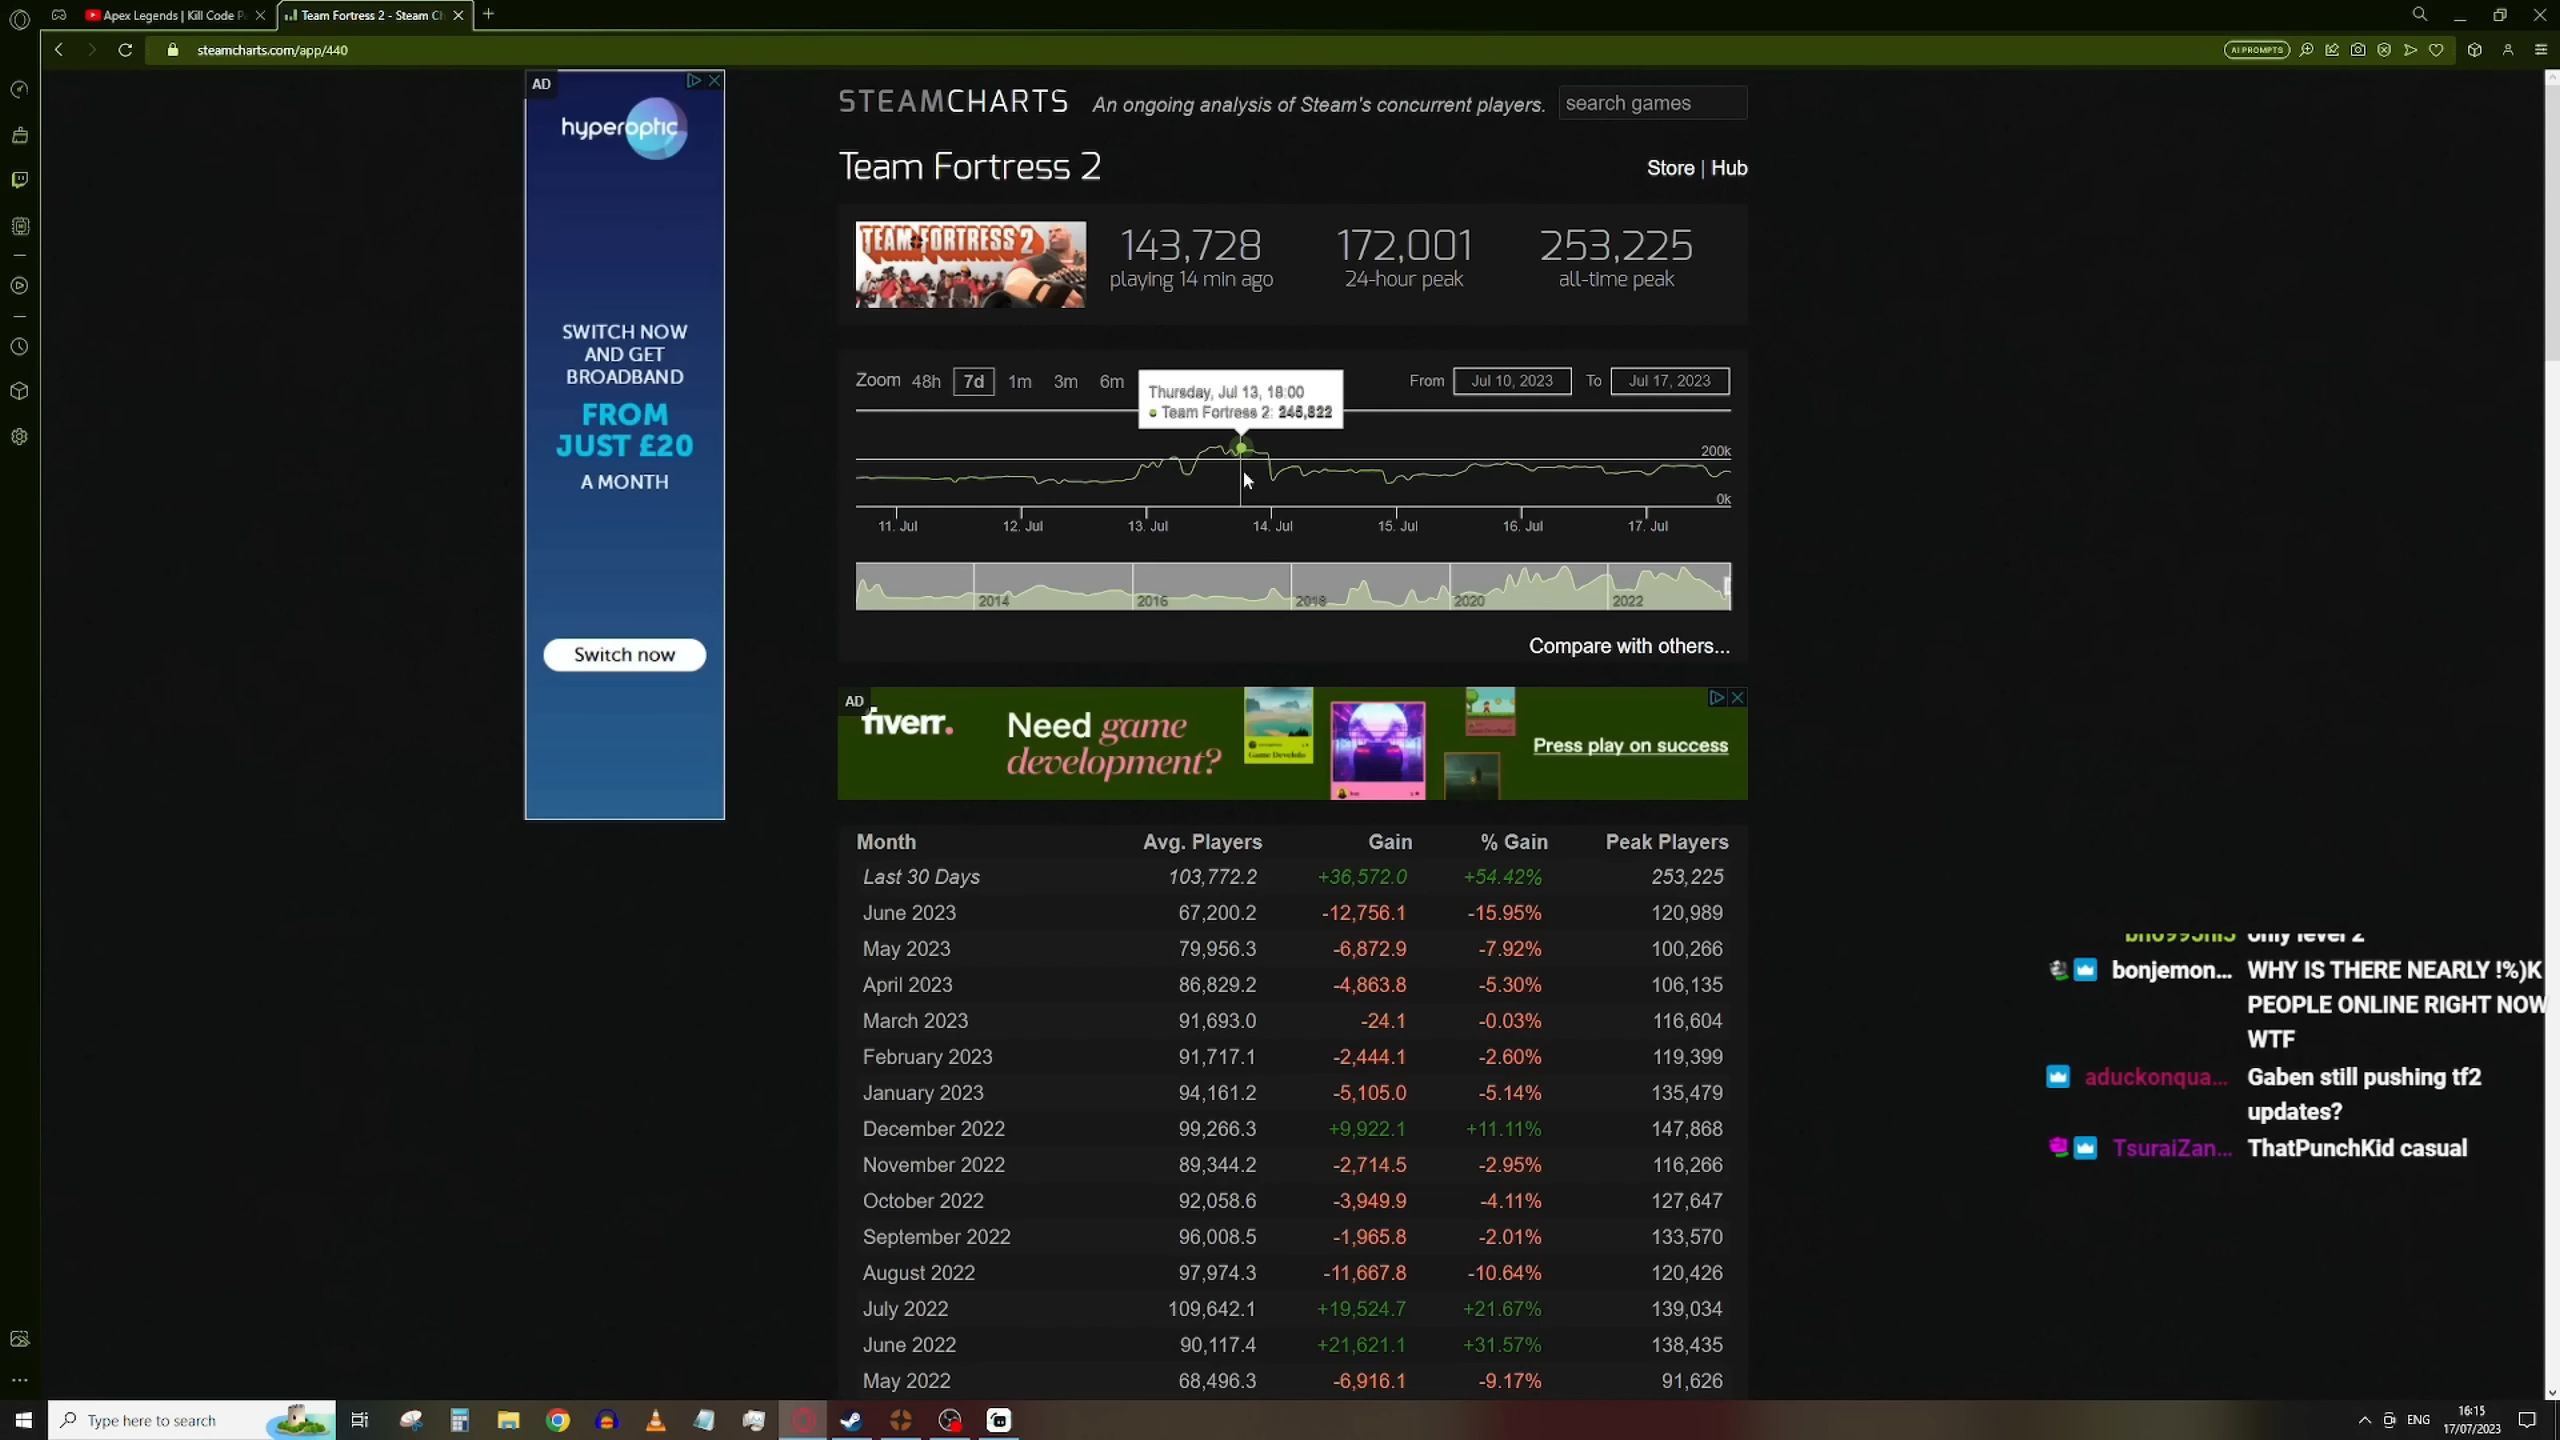 Apex Legends | Kill Code P
Team Fortress 2 - Steam Ch
steamcharts.com/app/440
AI PROMPTS
AD
hyperoptic
SWITCH NOW
AND GET
BROADBAND
FROM
JUST £20
A MONTH
Switch now
STEAMCHARTS
An ongoing analysis of Steam's concurrent players.
search games
Team Fortress 2
Store | Hub
TEAM FORTRESS 2
143,728
playing 14 min ago
172,001
24-hour peak
253,225
all-time peak
Zoom 48h 7d 1m 3m 6m
From Jul 10, 2023 To Jul 17, 2023
Thursday, Jul 13, 18:00
Team Fortress 2: 245,822
200k
0k
11. Jul 12. Jul 13. Jul 14. Jul 15. Jul 16. Jul 17. Jul
2014 2016 2018 2020 2022
Compare with others...
AD
fiverr.
Need game
development?
Press play on success
Month Avg. Players Gain % Gain Peak Players
Last 30 Days 103,772.2 +36,572.0 +54.42% 253,225
June 2023 67,200.2 -12,756.1 -15.95% 120,989
May 2023 79,956.3 -6,872.9 -7.92% 100,266
April 2023 86,829.2 -4,863.8 -5.30% 106,135
March 2023 91,693.0 -24.1 -0.03% 116,604
February 2023 91,717.1 -2,444.1 -2.60% 119,399
January 2023 94,161.2 -5,105.0 -5.14% 135,479
December 2022 99,266.3 +9,922.1 +11.11% 147,868
November 2022 89,344.2 -2,714.5 -2.95% 116,266
October 2022 92,058.6 -3,949.9 -4.11% 127,647
September 2022 96,008.5 -1,965.8 -2.01% 133,570
August 2022 97,974.3 -11,667.8 -10.64% 120,426
July 2022 109,642.1 +19,524.7 +21.67% 139,034
June 2022 90,117.4 +21,621.1 +31.57% 138,435
May 2022 68,496.3 -6,916.1 -9.17% 91,626
only level 2
bonjemon... WHY IS THERE NEARLY !%)K
PEOPLE ONLINE RIGHT NOW
WTF
aduckonqua... Gaben still pushing tf2
updates?
TsuraiZan... ThatPunchKid casual
Type here to search
ENG
16:15
17/07/2023